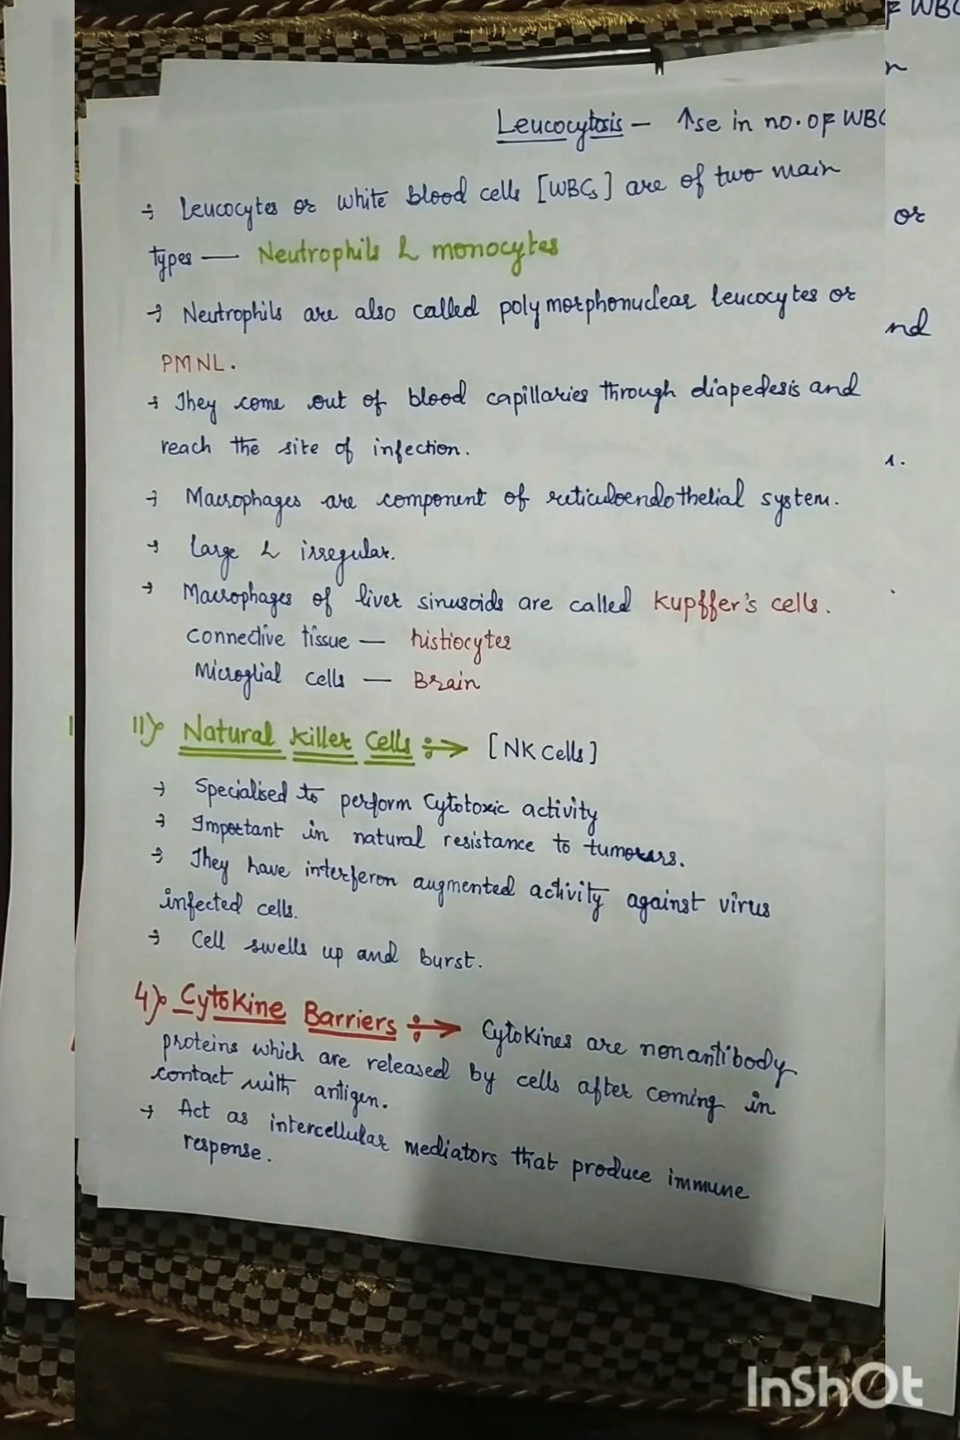 Leucocytosis — ↑se in no. of WBC
→ Leucocytes or white blood cells [WBCs] are of two main
types — Neutrophils & monocytes
→ Neutrophils are also called polymorphonuclear leucocytes or
PMNL.
→ They come out of blood capillaries through diapedesis and
reach the site of infection.
→ Macrophages are component of reticuloendothelial system.
→ Large & irregular.
→ Macrophages of liver sinusoids are called Kupffer's cells.
connective tissue — histiocytes
Microglial cells — Brain
11) Natural Killer Cells :→ [NK Cells]
→ Specialised to perform Cytotoxic activity
→ Important in natural resistance to tumours.
→ They have interferon augmented activity against virus
infected cells.
→ Cell swells up and burst.
4) Cytokine Barriers :→ Cytokines are nonantibody
proteins which are released by cells after coming in
contact with antigen.
→ Act as intercellular mediators that produce immune
response.
F WBC
n
or
nd
s.
InShOt